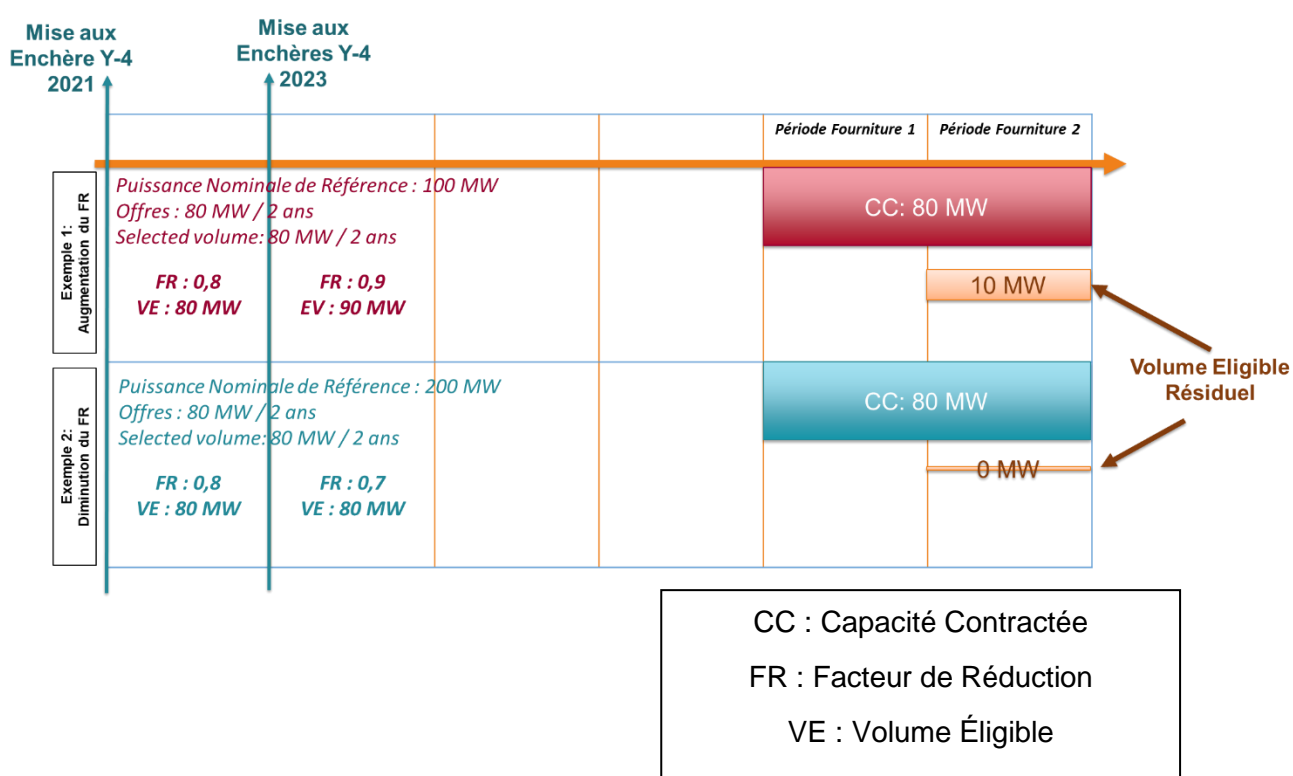 Mise aux
Enchère Y-4
2021
Mise aux
Enchères Y-4
2023
Période Fourniture 1
Période Fourniture 2
Exemple 1:
Augmentation du FR
Puissance Nominale de Référence : 100 MW
Offres : 80 MW / 2 ans
Selected volume: 80 MW / 2 ans
FR : 0,8
VE : 80 MW
FR : 0,9
EV : 90 MW
CC: 80 MW
10 MW
Exemple 2:
Diminution du FR
Puissance Nominale de Référence : 200 MW
Offres : 80 MW / 2 ans
Selected volume: 80 MW / 2 ans
FR : 0,8
VE : 80 MW
FR : 0,7
VE : 80 MW
CC: 80 MW
0 MW
Volume Eligible
Résiduel
CC : Capacité Contractée
FR : Facteur de Réduction
VE : Volume Éligible